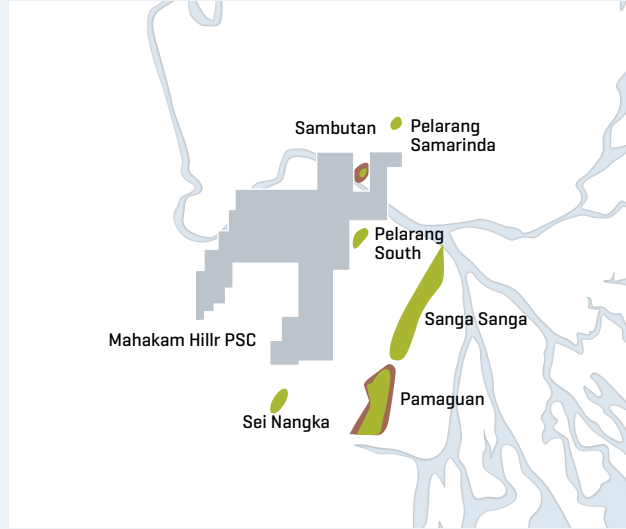 Sambutan
Pelarang
Samarinda
Pelarang
South
Sanga Sanga
Mahakam Hillr PSC
Pamaguan
Sei Nangka